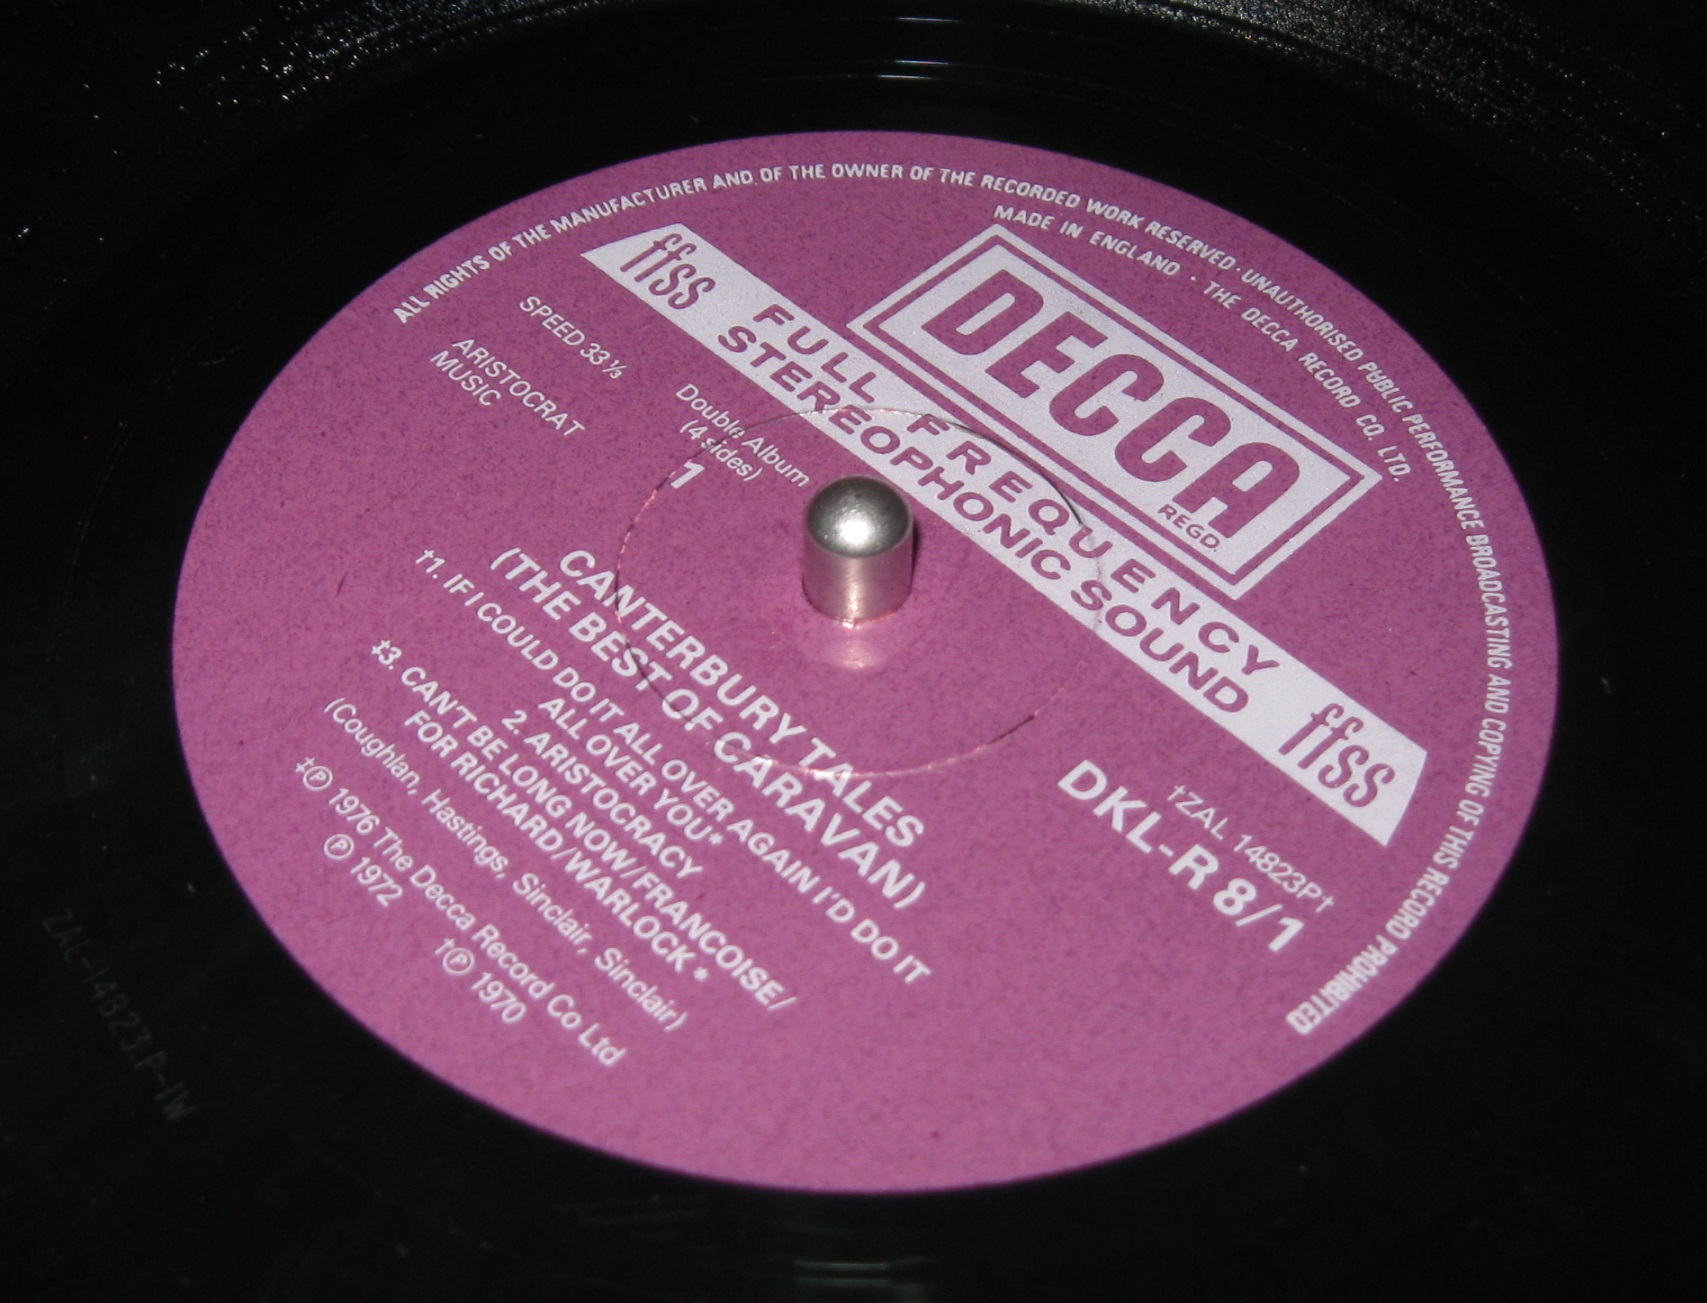 ALL RIGHTS OF THE MANUFACTURER AND OF THE OWNER OF THE RECORDED WORK RESERVED · UNAUTHORISED PUBLIC PERFORMANCE BROADCASTING AND COPYING OF THIS RECORD PROHIBITED
MADE IN ENGLAND · THE DECCA RECORD CO. LTD.
DECCA
REGD.
ffss FULL FREQUENCY ffss
STEREOPHONIC SOUND
SPEED 33⅓
ARISTOCRAT
MUSIC
Double Album
(4 sides)
1
†ZAL 14823P†
DKL-R 8/1
CANTERBURY TALES
(THE BEST OF CARAVAN)
†1. IF I COULD DO IT ALL OVER AGAIN I'D DO IT
ALL OVER YOU*
2. ARISTOCRACY
‡3. CAN'T BE LONG NOW/FRANCOISE/
FOR RICHARD/WARLOCK*
(Coughlan, Hastings, Sinclair, Sinclair)
‡℗ 1976 The Decca Record Co Ltd
℗ 1972 †℗ 1970
ZAL-14823.P-1W